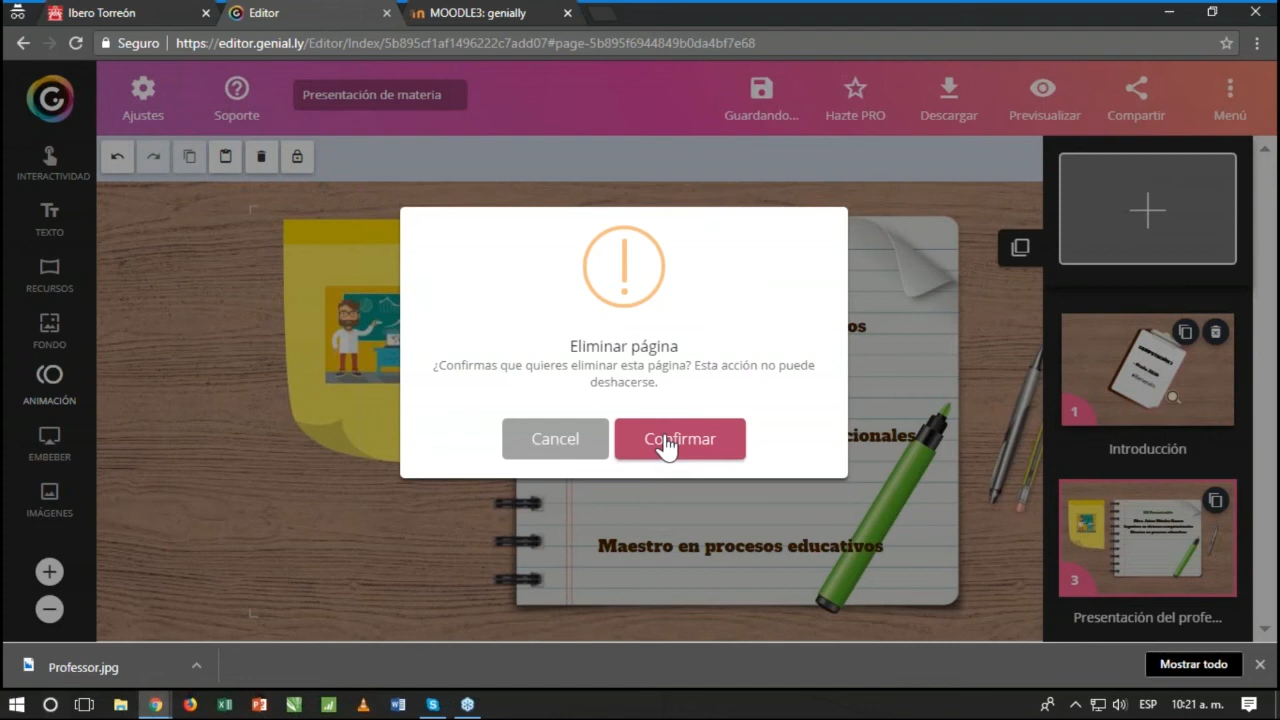 Ibero Torreón
Editor
MOODLE3: genially
Seguro
https://editor.genial.ly/Editor/Index/5b895cf1af1496222c7add07#page-5b895f6944849b0da4bf7e68
Ajustes
Soporte
Presentación de materia
Guardando...
Hazte PRO
Descargar
Previsualizar
Compartir
Menú
INTERACTIVIDAD
TEXTO
RECURSOS
FONDO
ANIMACIÓN
EMBEBER
IMÁGENES
Eliminar página
¿Confirmas que quieres eliminar esta página? Esta acción no puede
deshacerse.
Cancel
Confirmar
os
cionales
Maestro en procesos educativos
1
Introducción
3
Presentación del profe...
Professor.jpg
Mostrar todo
ESP
10:21 a. m.